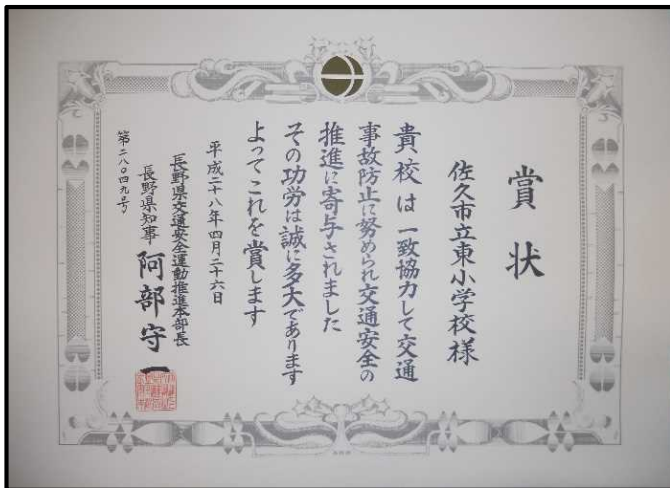 賞状
佐久市立東小学校様
貴校は一致協力して交通
事故防止に努められ交通安全の
推進に寄与されました
その功労は誠に多大であります
よってこれを賞します
平成二十八年四月二十六日
長野県交通安全運動推進本部長
長野県知事 阿部守一
第二八〇四九号